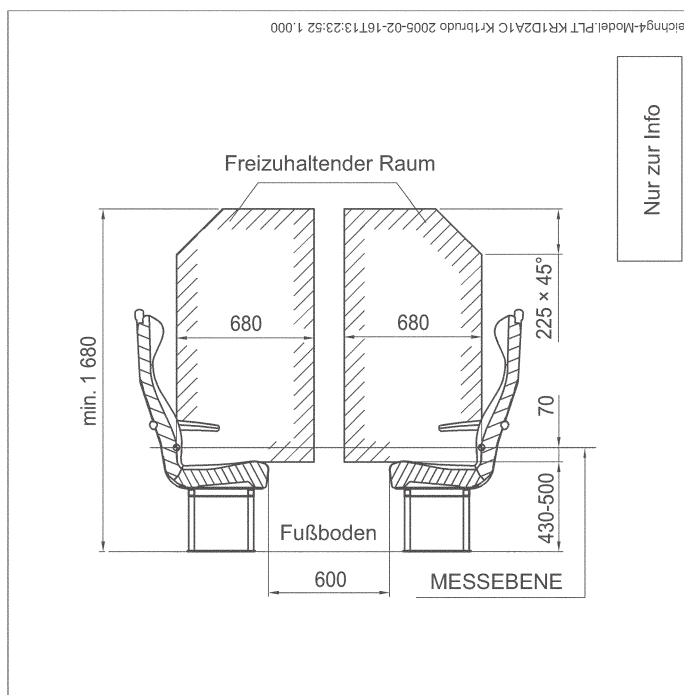 eichng4-Model.PLT KR1D2A1C Kr1brudo 2005-02-16T13:23:52 1.000
Nur zur Info
Freizuhaltender Raum
680
680
225 × 45°
min. 1 680
70
430-500
Fußboden
600
MESSEBENE